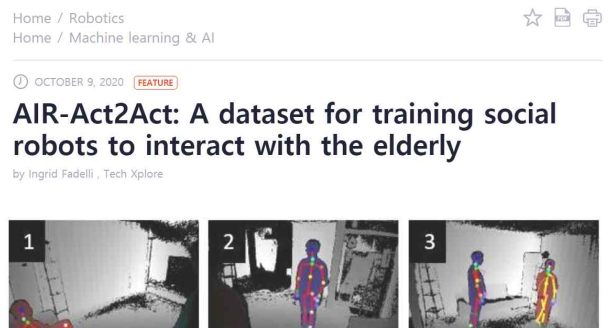 Home / Robotics
Home / Machine learning & AI
OCTOBER 9, 2020 FEATURE
AIR-Act2Act: A dataset for training social
robots to interact with the elderly
by Ingrid Fadelli , Tech Xplore
1 2 3